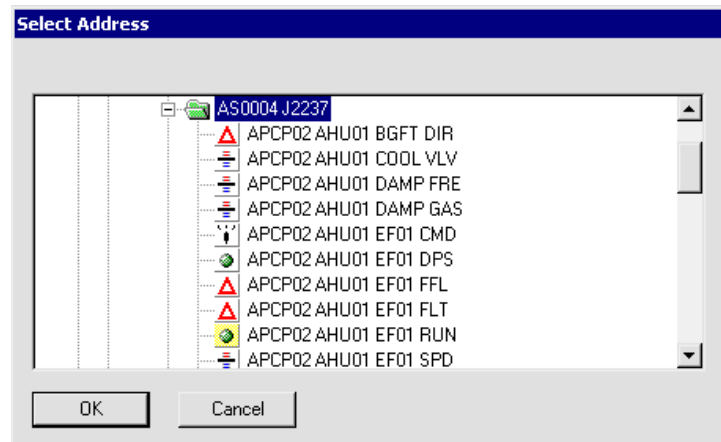 Select Address
AS0004 J2237
APCP02 AHU01 BGFT DIR
APCP02 AHU01 COOL VLV
APCP02 AHU01 DAMP FRE
APCP02 AHU01 DAMP GAS
APCP02 AHU01 EF01 CMD
APCP02 AHU01 EF01 DPS
APCP02 AHU01 EF01 FFL
APCP02 AHU01 EF01 FLT
APCP02 AHU01 EF01 RUN
APCP02 AHU01 EF01 SPD
OK Cancel